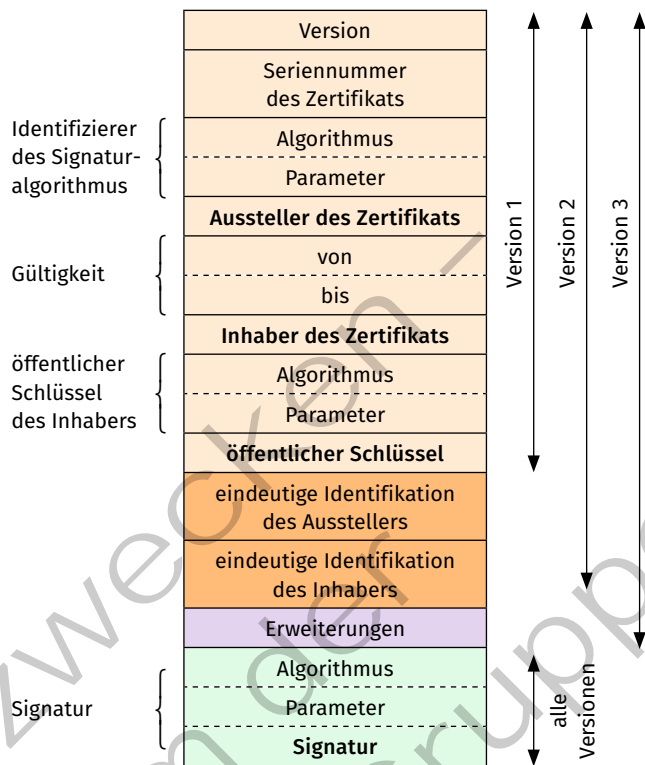 Version
Seriennummer
des Zertifikats
Identifizierer
des Signatur-
algorithmus
Algorithmus
Parameter
Aussteller des Zertifikats
Gültigkeit
von
bis
Inhaber des Zertifikats
öffentlicher
Schlüssel
des Inhabers
Algorithmus
Parameter
öffentlicher Schlüssel
eindeutige Identifikation
des Ausstellers
eindeutige Identifikation
des Inhabers
Erweiterungen
Signatur
Algorithmus
Parameter
Signatur
Version 1
Version 2
Version 3
alle
Versionen
zwecken –
der